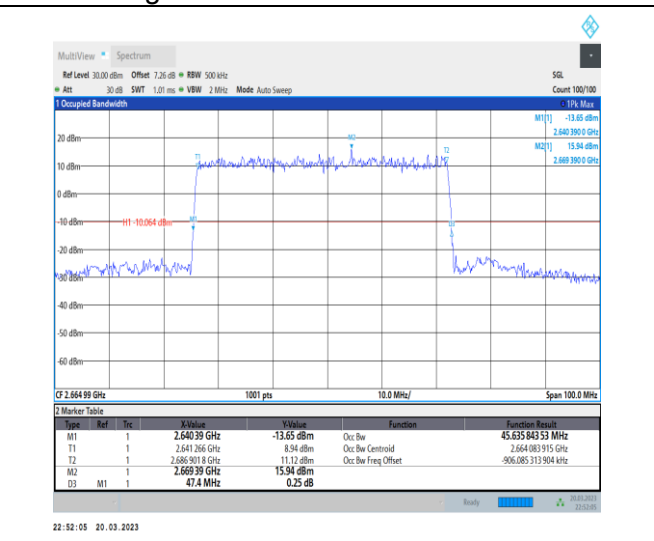 MultiView Spectrum
Ref Level 30.00 dBm Offset 7.26 dB RBW 500 kHz SGL
Att 30 dB SWT 1.01 ms VBW 2 MHz Mode Auto Sweep Count 100/100
1 Occupied Bandwidth 1Pk Max
M1[1] -13.65 dBm
2.640 390 0 GHz
M2[1] 15.94 dBm
2.669 390 0 GHz
20 dBm
M2
T1
T2
10 dBm
0 dBm
-10 dBm
H1 -10.064 dBm
M1
-20 dBm
-30 dBm
-40 dBm
-50 dBm
-60 dBm
CF 2.664 99 GHz 1001 pts 10.0 MHz/ Span 100.0 MHz
2 Marker Table
Type Ref Trc X-Value Y-Value Function Function Result
M1 1 2.640 39 GHz -13.65 dBm Occ Bw 45.635 843 53 MHz
T1 1 2.641 266 GHz 8.94 dBm Occ Bw Centroid 2.664 083 915 GHz
T2 1 2.686 901 8 GHz 11.12 dBm Occ Bw Freq Offset -906.085 313 904 kHz
M2 1 2.669 39 GHz 15.94 dBm
D3 M1 1 47.4 MHz 0.25 dB
Ready 20.03.2023
22:52:05
22:52:05 20.03.2023